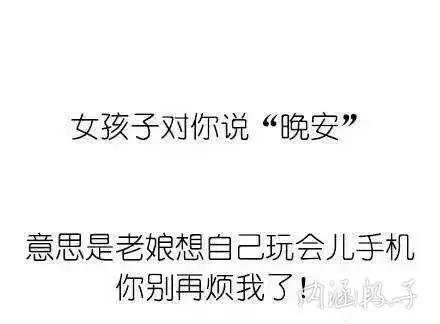 女孩子对你说“晚安”
意思是老娘想自己玩会儿手机
你别再烦我了！
内涵段子